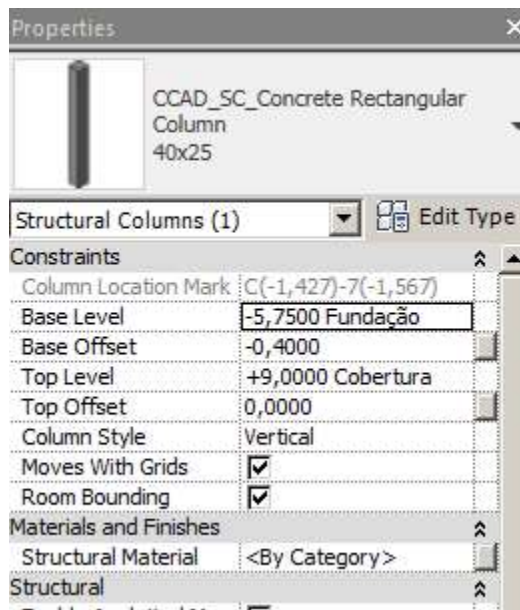 Properties
CCAD_SC_Concrete Rectangular
Column
40x25
Structural Columns (1) Edit Type
Constraints
Column Location Mark C(-1,427)-7(-1,567)
Base Level -5,7500 Fundação
Base Offset -0,4000
Top Level +9,0000 Cobertura
Top Offset 0,0000
Column Style Vertical
Moves With Grids
Room Bounding
Materials and Finishes
Structural Material <By Category>
Structural